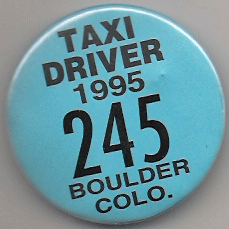 TAXI
DRIVER
1995
245
BOULDER
COLO.